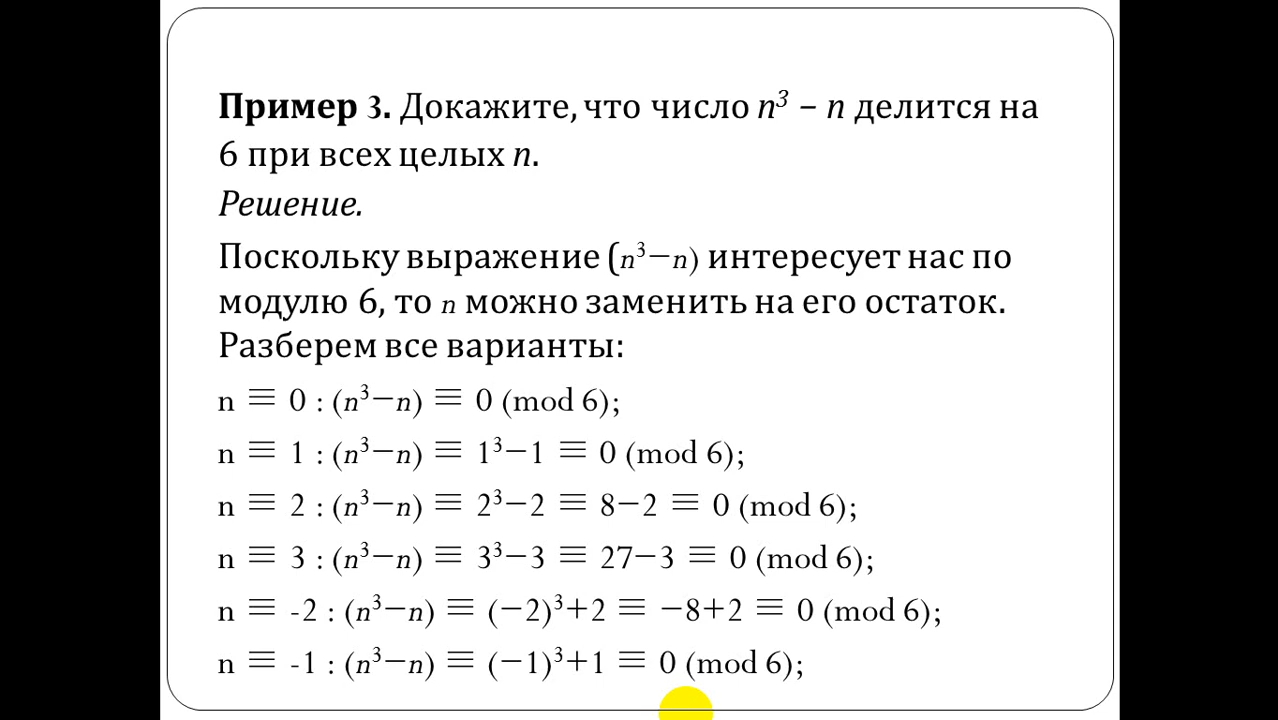 Пример 3. Докажите, что число n³ – n делится на
6 при всех целых n.
Решение.
Поскольку выражение (n³−n) интересует нас по
модулю 6, то n можно заменить на его остаток.
Разберем все варианты:
n ≡ 0 : (n³−n) ≡ 0 (mod 6);
n ≡ 1 : (n³−n) ≡ 1³−1 ≡ 0 (mod 6);
n ≡ 2 : (n³−n) ≡ 2³−2 ≡ 8−2 ≡ 0 (mod 6);
n ≡ 3 : (n³−n) ≡ 3³−3 ≡ 27−3 ≡ 0 (mod 6);
n ≡ -2 : (n³−n) ≡ (−2)³+2 ≡ −8+2 ≡ 0 (mod 6);
n ≡ -1 : (n³−n) ≡ (−1)³+1 ≡ 0 (mod 6);